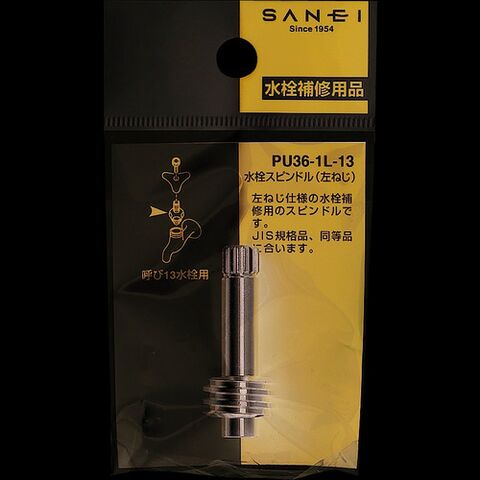 SANEI
Since 1954
水栓補修用品
PU36-1L-13
水栓スピンドル(左ねじ)
左ねじ仕様の水栓補
修用のスピンドルで
す。
JIS規格品、同等品
に合います。
呼び13水栓用